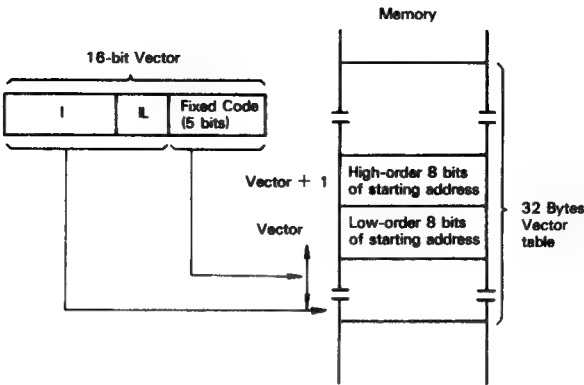 Memory
16-bit Vector
I
IL
Fixed Code
(5 bits)
Vector + 1
High-order 8 bits
of starting address
Vector
Low-order 8 bits
of starting address
32 Bytes
Vector
table